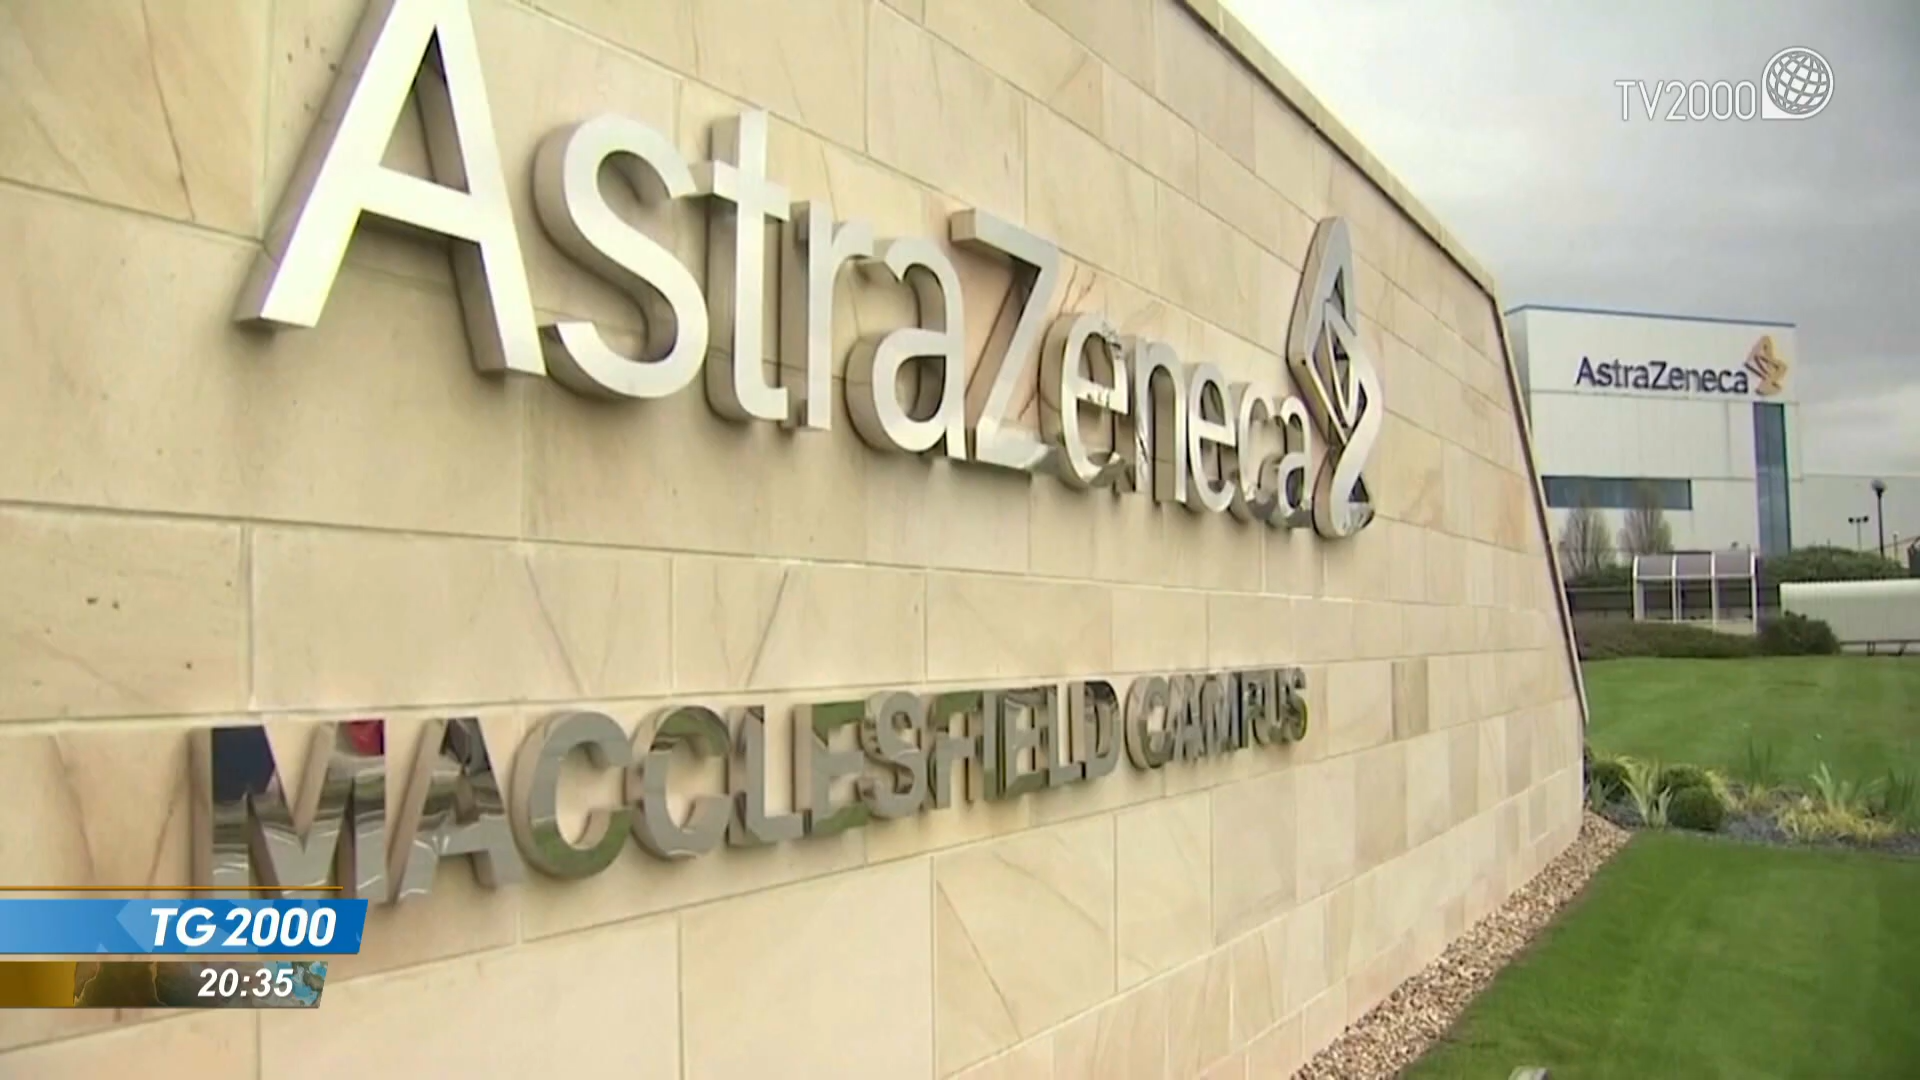 TV2000
AstraZeneca
AstraZeneca
MACCLESFIELD CAMPUS
TG 2000
20:35